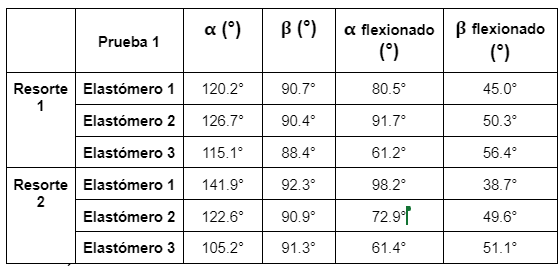 Prueba 1 α (°) β (°) α flexionado (°) β flexionado (°)
Resorte 1 Elastómero 1 120.2° 90.7° 80.5° 45.0°
Elastómero 2 126.7° 90.4° 91.7° 50.3°
Elastómero 3 115.1° 88.4° 61.2° 56.4°
Resorte 2 Elastómero 1 141.9° 92.3° 98.2° 38.7°
Elastómero 2 122.6° 90.9° 72.9° 49.6°
Elastómero 3 105.2° 91.3° 61.4° 51.1°